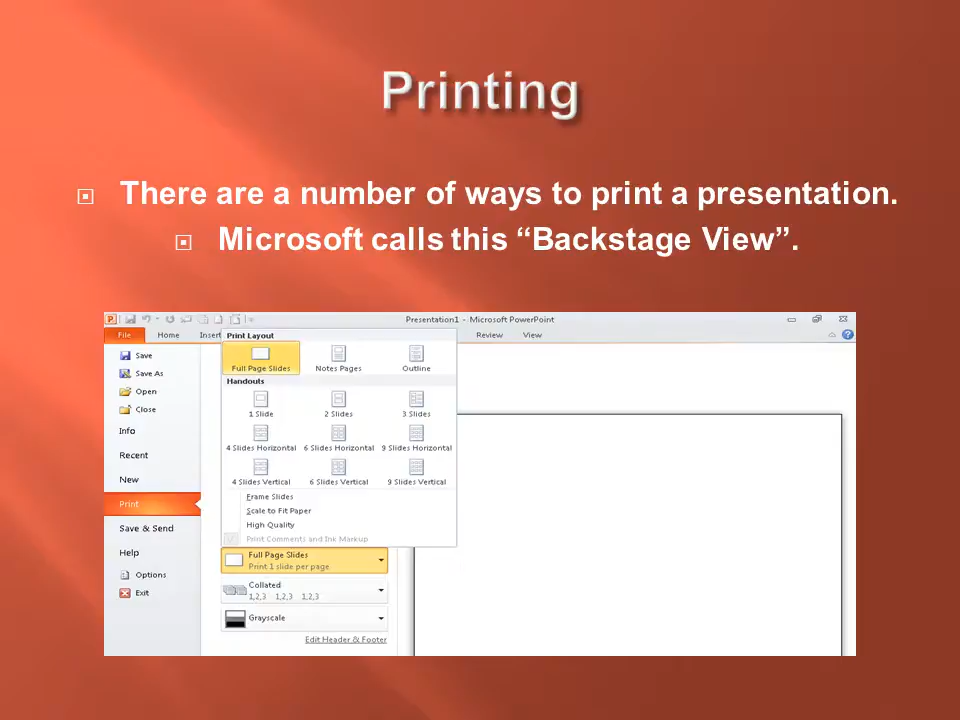 Printing
There are a number of ways to print a presentation.
Microsoft calls this “Backstage View”.
Presentation1 - Microsoft PowerPoint
File Home Insert Review View
Print Layout
Full Page Slides Notes Pages Outline
Handouts
1 Slide 2 Slides 3 Slides
4 Slides Horizontal 6 Slides Horizontal 9 Slides Horizontal
4 Slides Vertical 6 Slides Vertical 9 Slides Vertical
Frame Slides
Scale to Fit Paper
High Quality
Print Comments and Ink Markup
Save
Save As
Open
Close
Info
Recent
New
Print
Save & Send
Help
Options
Exit
Full Page Slides
Print 1 slide per page
Collated
1,2,3 1,2,3 1,2,3
Grayscale
Edit Header & Footer